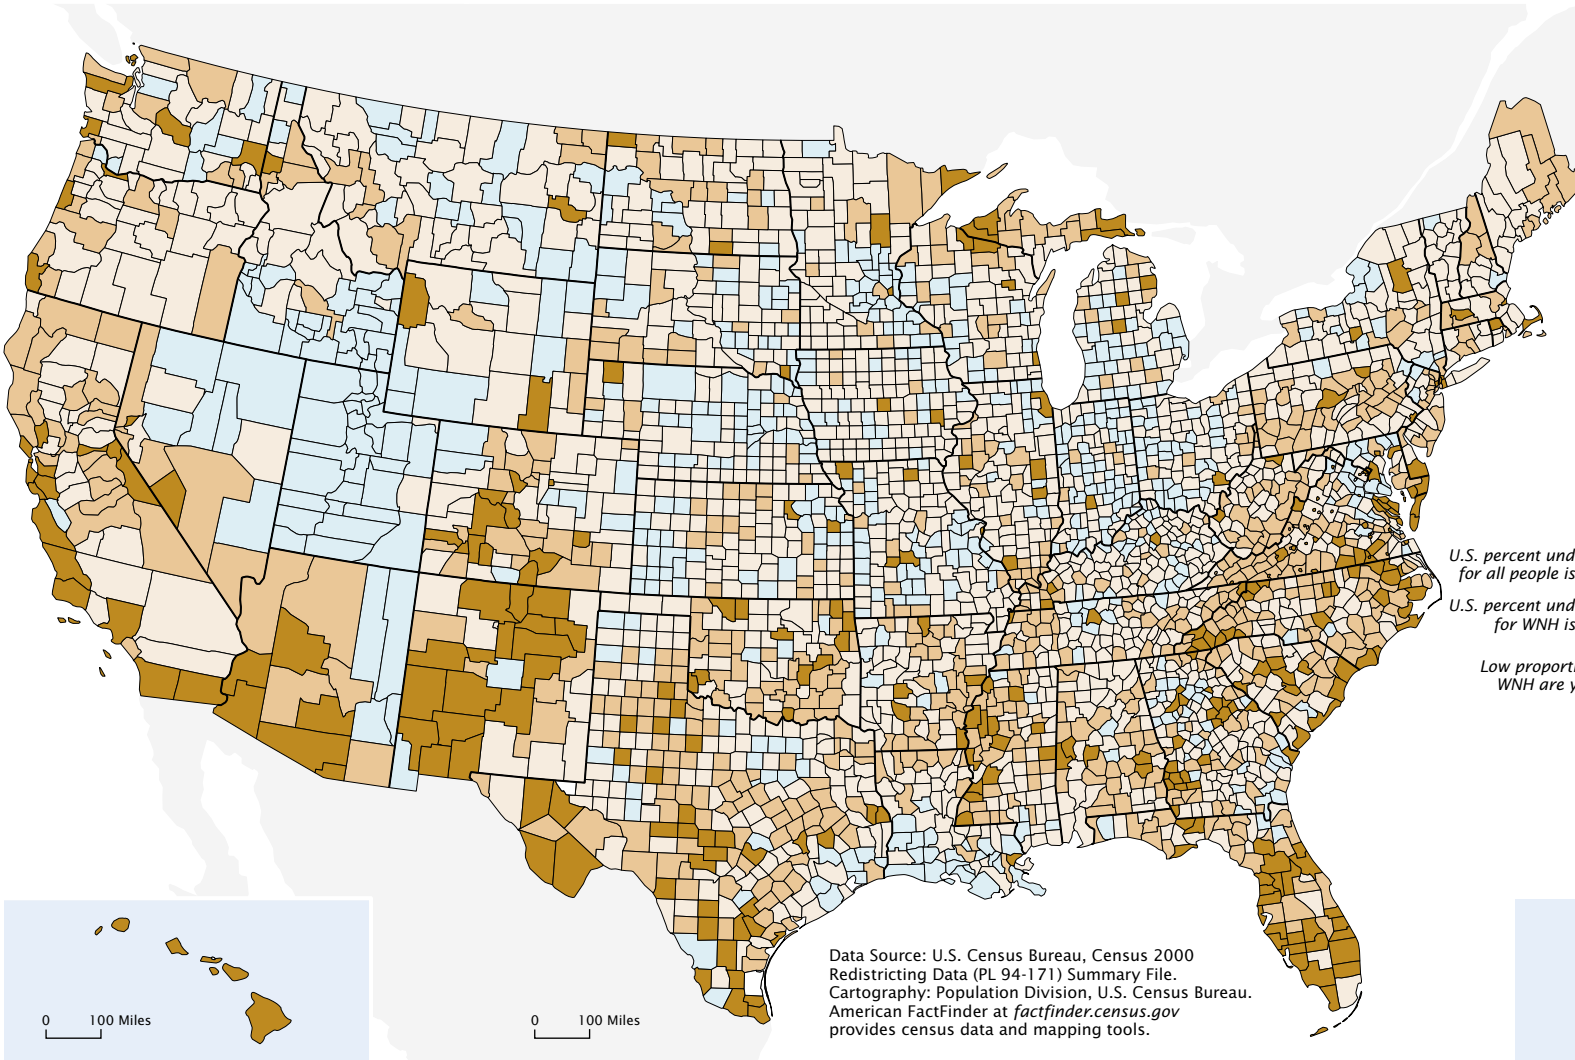 U.S. percent und
for all people is
U.S. percent und
for WNH is
Low proporti
WNH are y
Data Source: U.S. Census Bureau, Census 2000
Redistricting Data (PL 94-171) Summary File.
Cartography: Population Division, U.S. Census Bureau.
American FactFinder at factfinder.census.gov
provides census data and mapping tools.
0 100 Miles
0 100 Miles